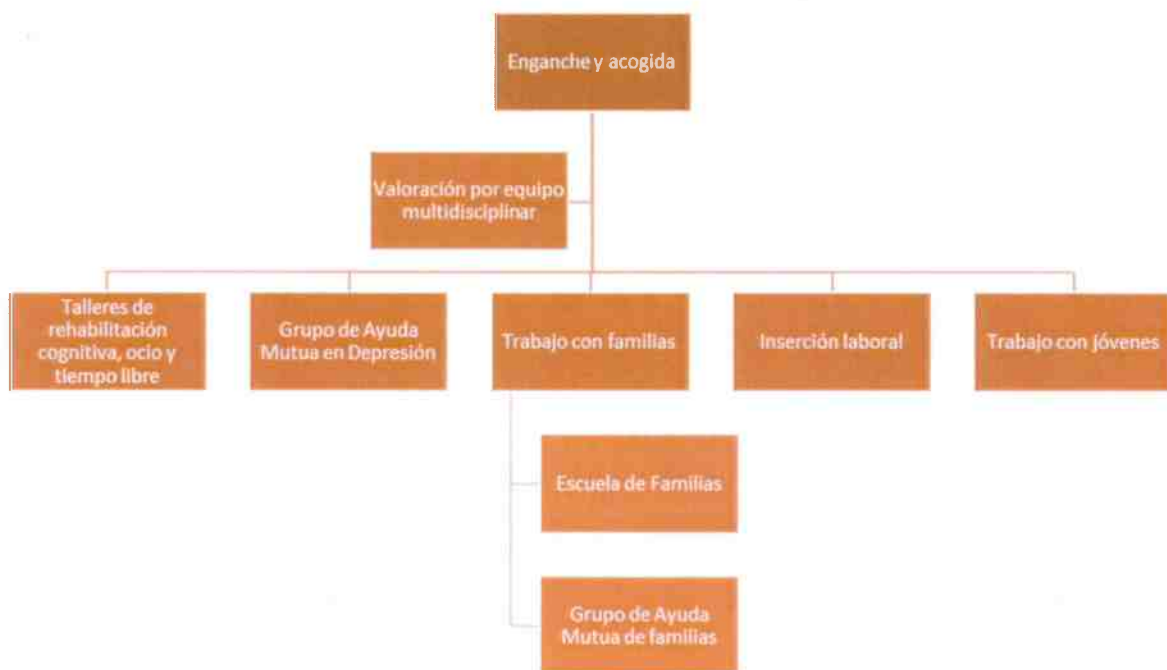 Enganche y acogida
Valoración por equipo
multidisciplinar
Talleres de
rehabilitación
cognitiva, ocio y
tiempo libre
Grupo de Ayuda
Mutua en Depresión
Trabajo con familias
Inserción laboral
Trabajo con jóvenes
Escuela de Familias
Grupo de Ayuda
Mutua de familias